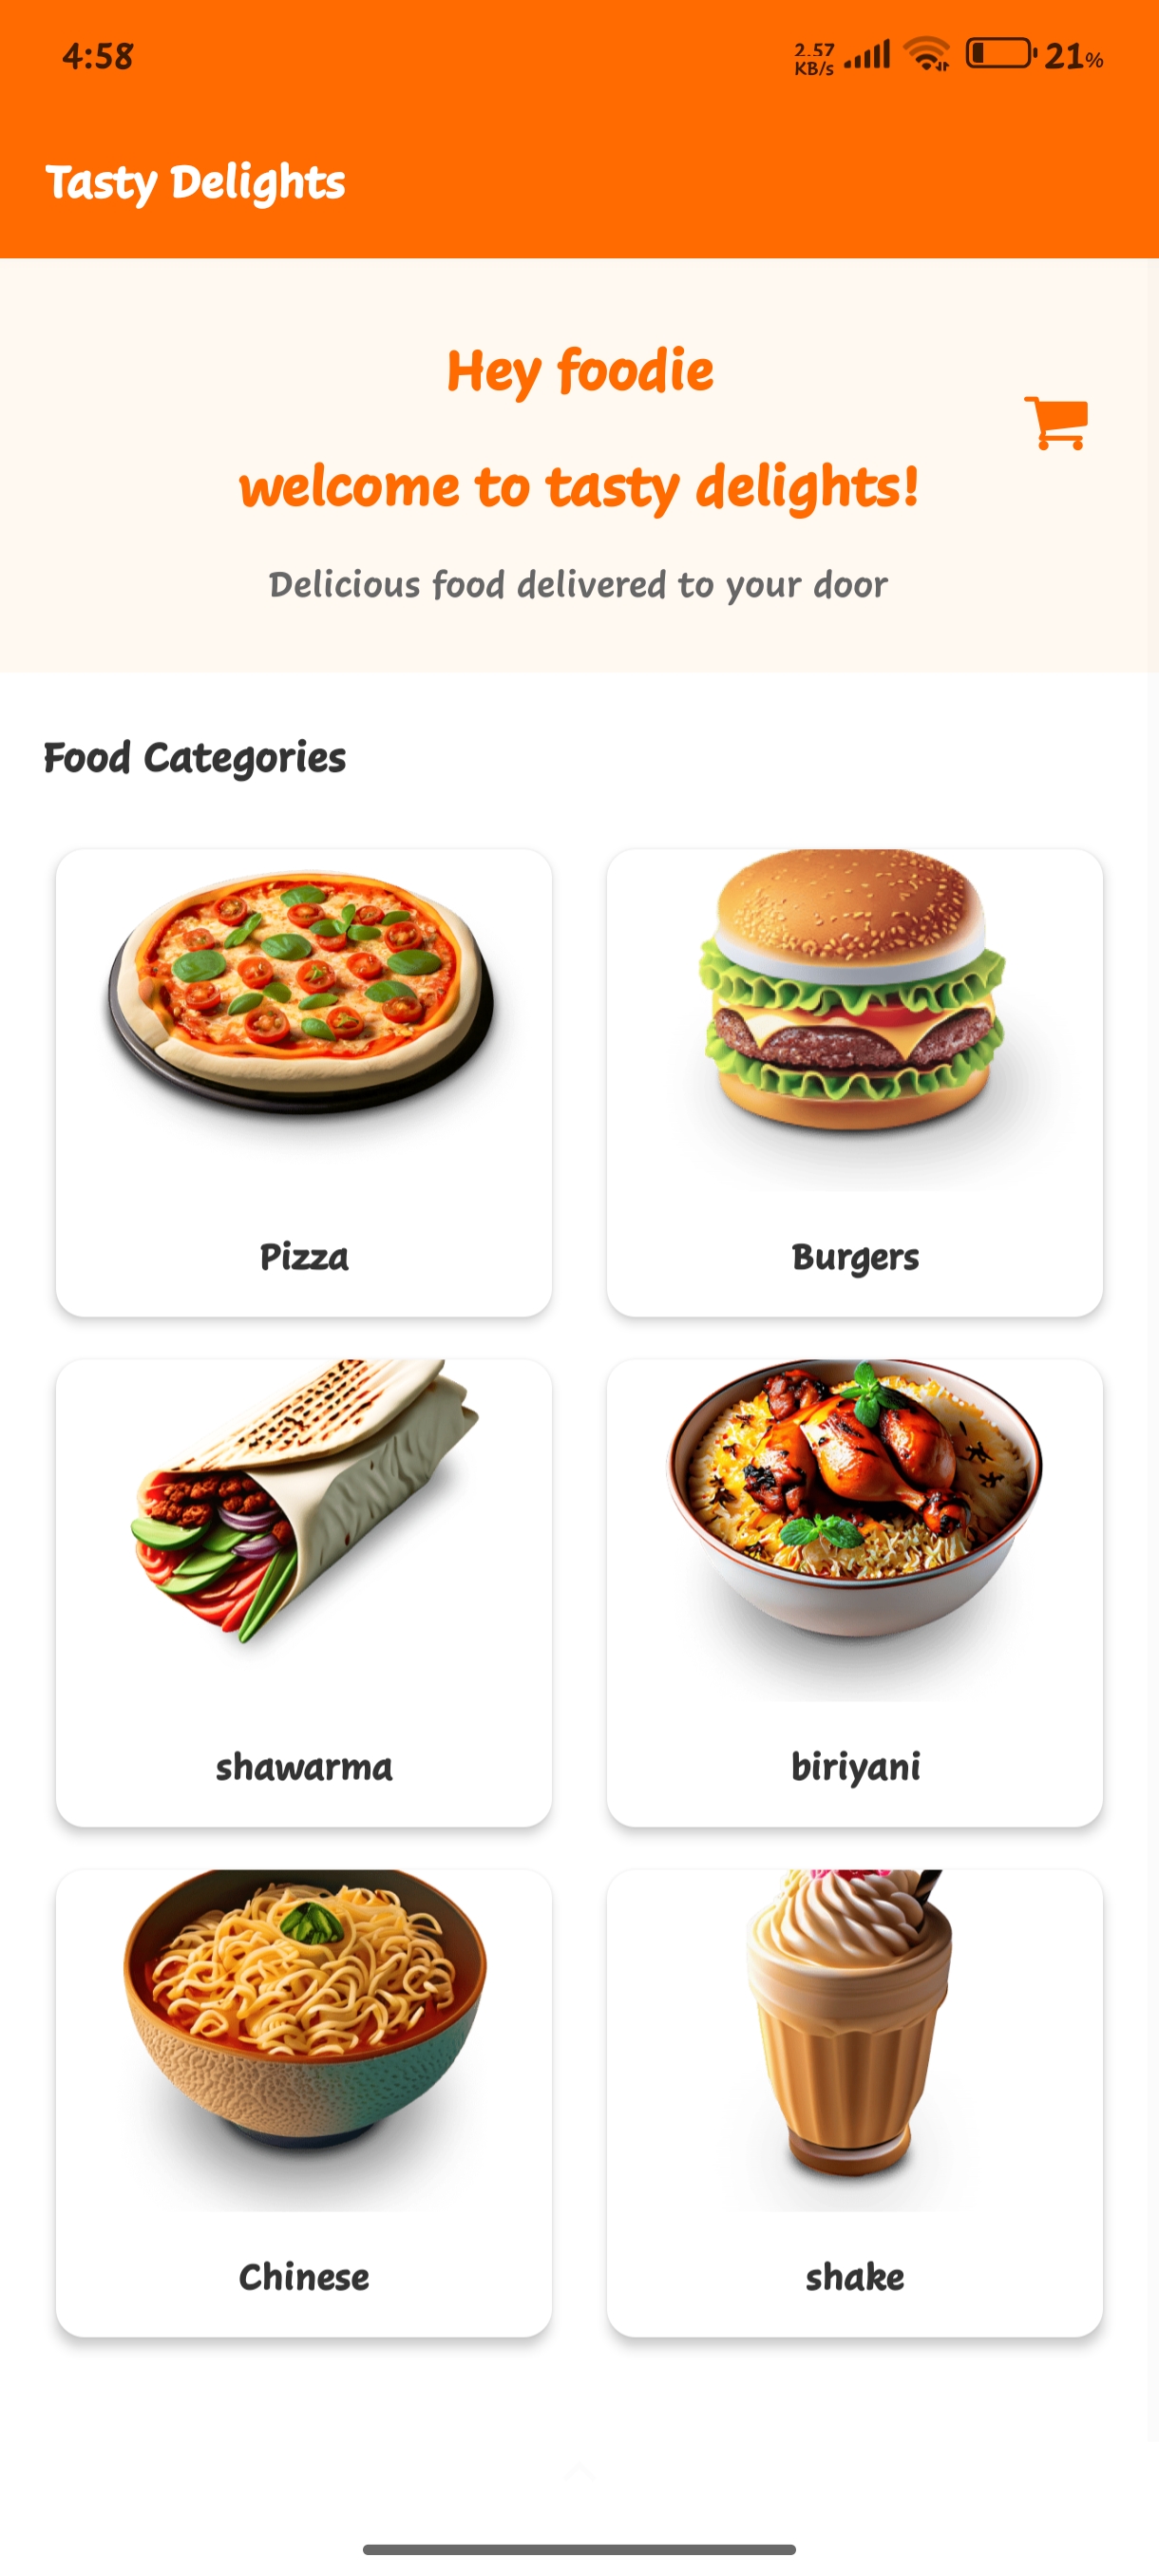 4:58
2.57
KB/s
21%
Tasty Delights
Hey foodie
welcome to tasty delights!
Delicious food delivered to your door
Food Categories
Pizza
Burgers
shawarma
biriyani
Chinese
shake